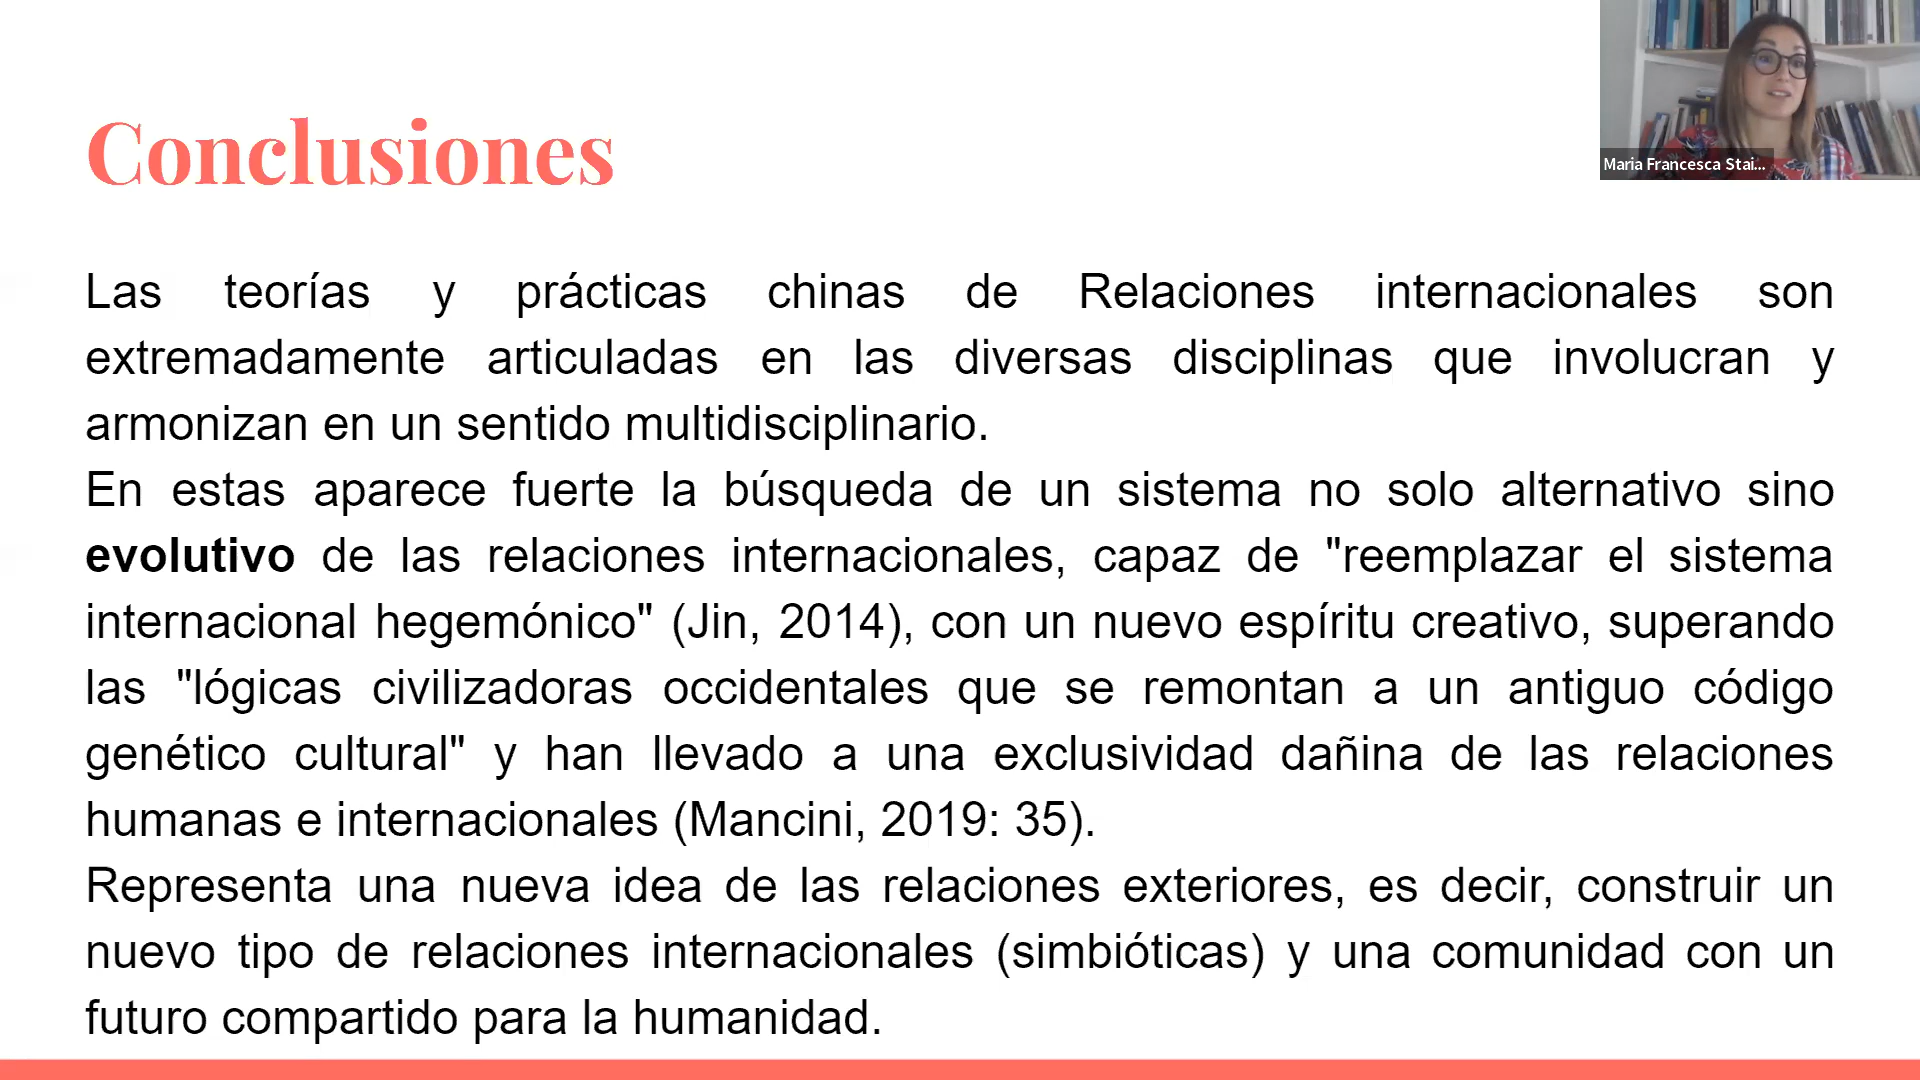 Conclusiones
Maria Francesca Stai...
Las teorías y prácticas chinas de Relaciones internacionales son
extremadamente articuladas en las diversas disciplinas que involucran y
armonizan en un sentido multidisciplinario.
En estas aparece fuerte la búsqueda de un sistema no solo alternativo sino
evolutivo de las relaciones internacionales, capaz de "reemplazar el sistema
internacional hegemónico" (Jin, 2014), con un nuevo espíritu creativo, superando
las "lógicas civilizadoras occidentales que se remontan a un antiguo código
genético cultural" y han llevado a una exclusividad dañina de las relaciones
humanas e internacionales (Mancini, 2019: 35).
Representa una nueva idea de las relaciones exteriores, es decir, construir un
nuevo tipo de relaciones internacionales (simbióticas) y una comunidad con un
futuro compartido para la humanidad.